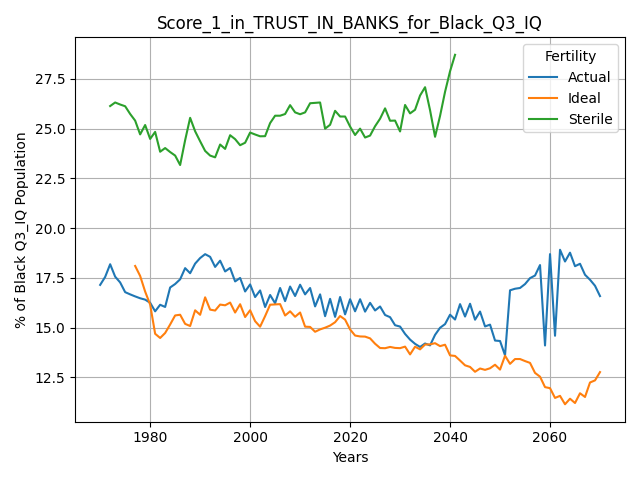 Score_1_in_TRUST_IN_BANKS_for_Black_Q3_IQ
Fertility
Actual
Ideal
Sterile
% of Black Q3_IQ Population
27.5
25.0
22.5
20.0
17.5
15.0
12.5
1980
2000
2020
2040
2060
Years